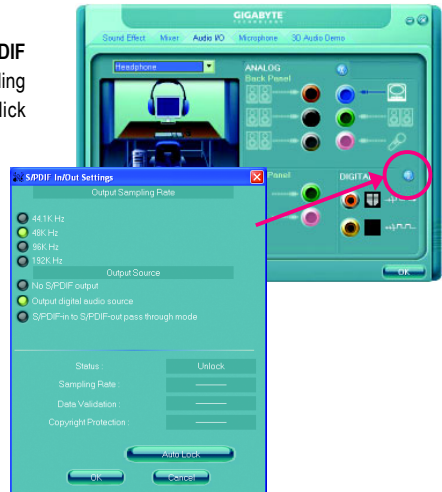 DIF
ding
lick
GIGABYTE
TECHNOLOGY
Sound Effect Mixer Audio I/O Microphone 3D Audio Demo
Headphone
ANALOG
Back Panel
Panel
DIGITAL
OK
S/PDIF In/Out Settings
Output Sampling Rate
44.1K Hz
48K Hz
96K Hz
192K Hz
Output Source
No S/PDIF output
Output digital audio source
S/PDIF-in to S/PDIF-out pass through mode
Status : Unlock
Sampling Rate :
Data Validation :
Copyright Protection :
Auto Lock
OK Cancel